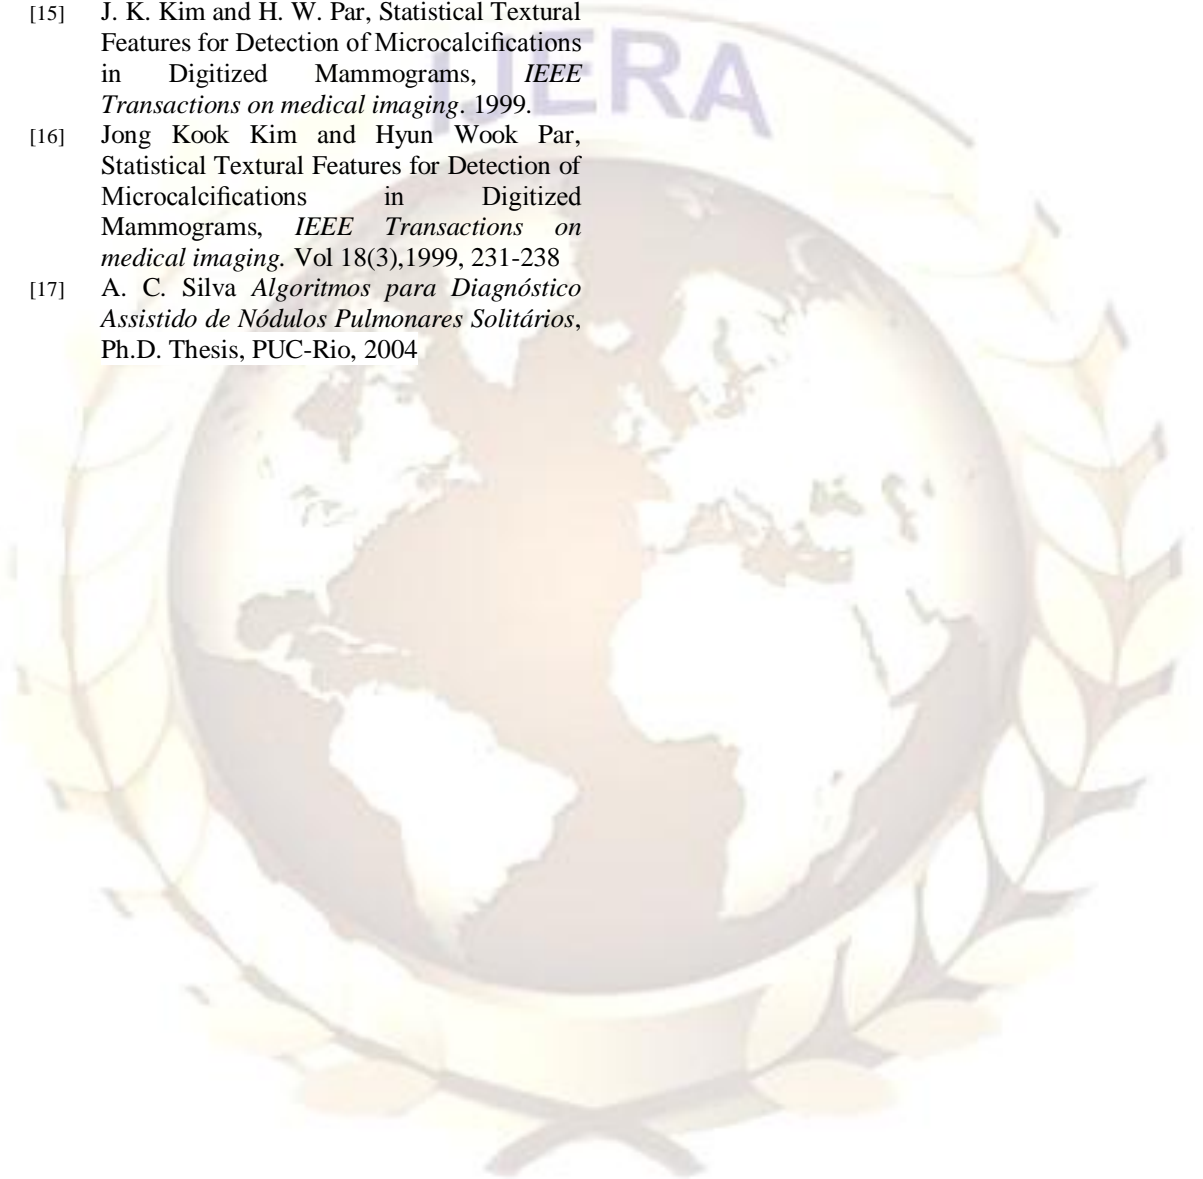 IJERA
[15] J. K. Kim and H. W. Par, Statistical Textural
Features for Detection of Microcalcifications
in Digitized Mammograms, IEEE
Transactions on medical imaging. 1999.
[16] Jong Kook Kim and Hyun Wook Par,
Statistical Textural Features for Detection of
Microcalcifications in Digitized
Mammograms, IEEE Transactions on
medical imaging. Vol 18(3),1999, 231-238
[17] A. C. Silva Algoritmos para Diagnóstico
Assistido de Nódulos Pulmonares Solitários,
Ph.D. Thesis, PUC-Rio, 2004